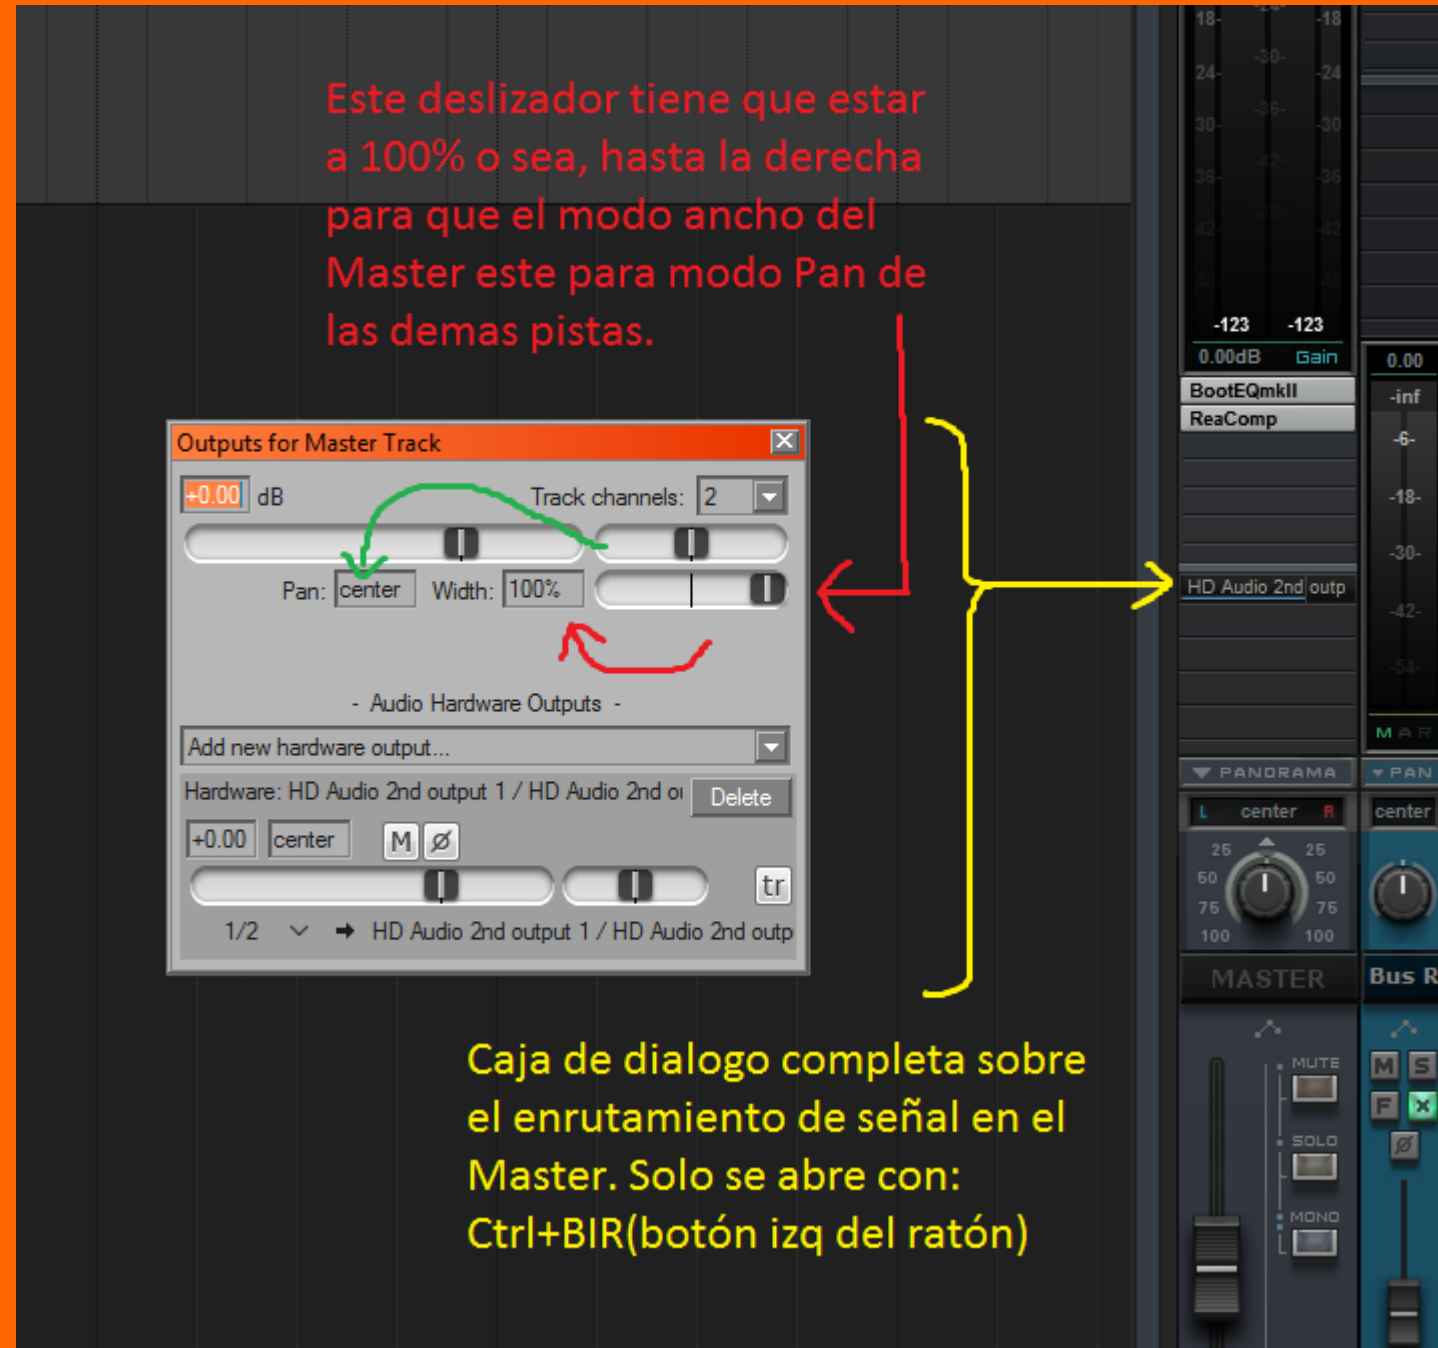 Este deslizador tiene que estar
a 100% o sea, hasta la derecha
para que el modo ancho del
Master este para modo Pan de
las demas pistas.
Outputs for Master Track
+0.00 dB Track channels: 2
Pan: center Width: 100%
- Audio Hardware Outputs -
Add new hardware output...
Hardware: HD Audio 2nd output 1 / HD Audio 2nd ou Delete
+0.00 center M Ø
tr
1/2 HD Audio 2nd output 1 / HD Audio 2nd outp
Caja de dialogo completa sobre
el enrutamiento de señal en el
Master. Solo se abre con:
Ctrl+BIR(botón izq del ratón)
18- -24- -18
-30-
24- -24
-36-
30- -30
-42-
36- -36
42- -42
-123 -123
0.00dB Gain
BootEQmkII
ReaComp
HD Audio 2nd outp
PANORAMA
L center R
25 25
50 50
75 75
100 100
MASTER
MUTE
SOLO
MONO
0.00
-inf
-6-
-18-
-30-
-42-
-54-
M A R
PAN
center
Bus R
M S
F X
Ø